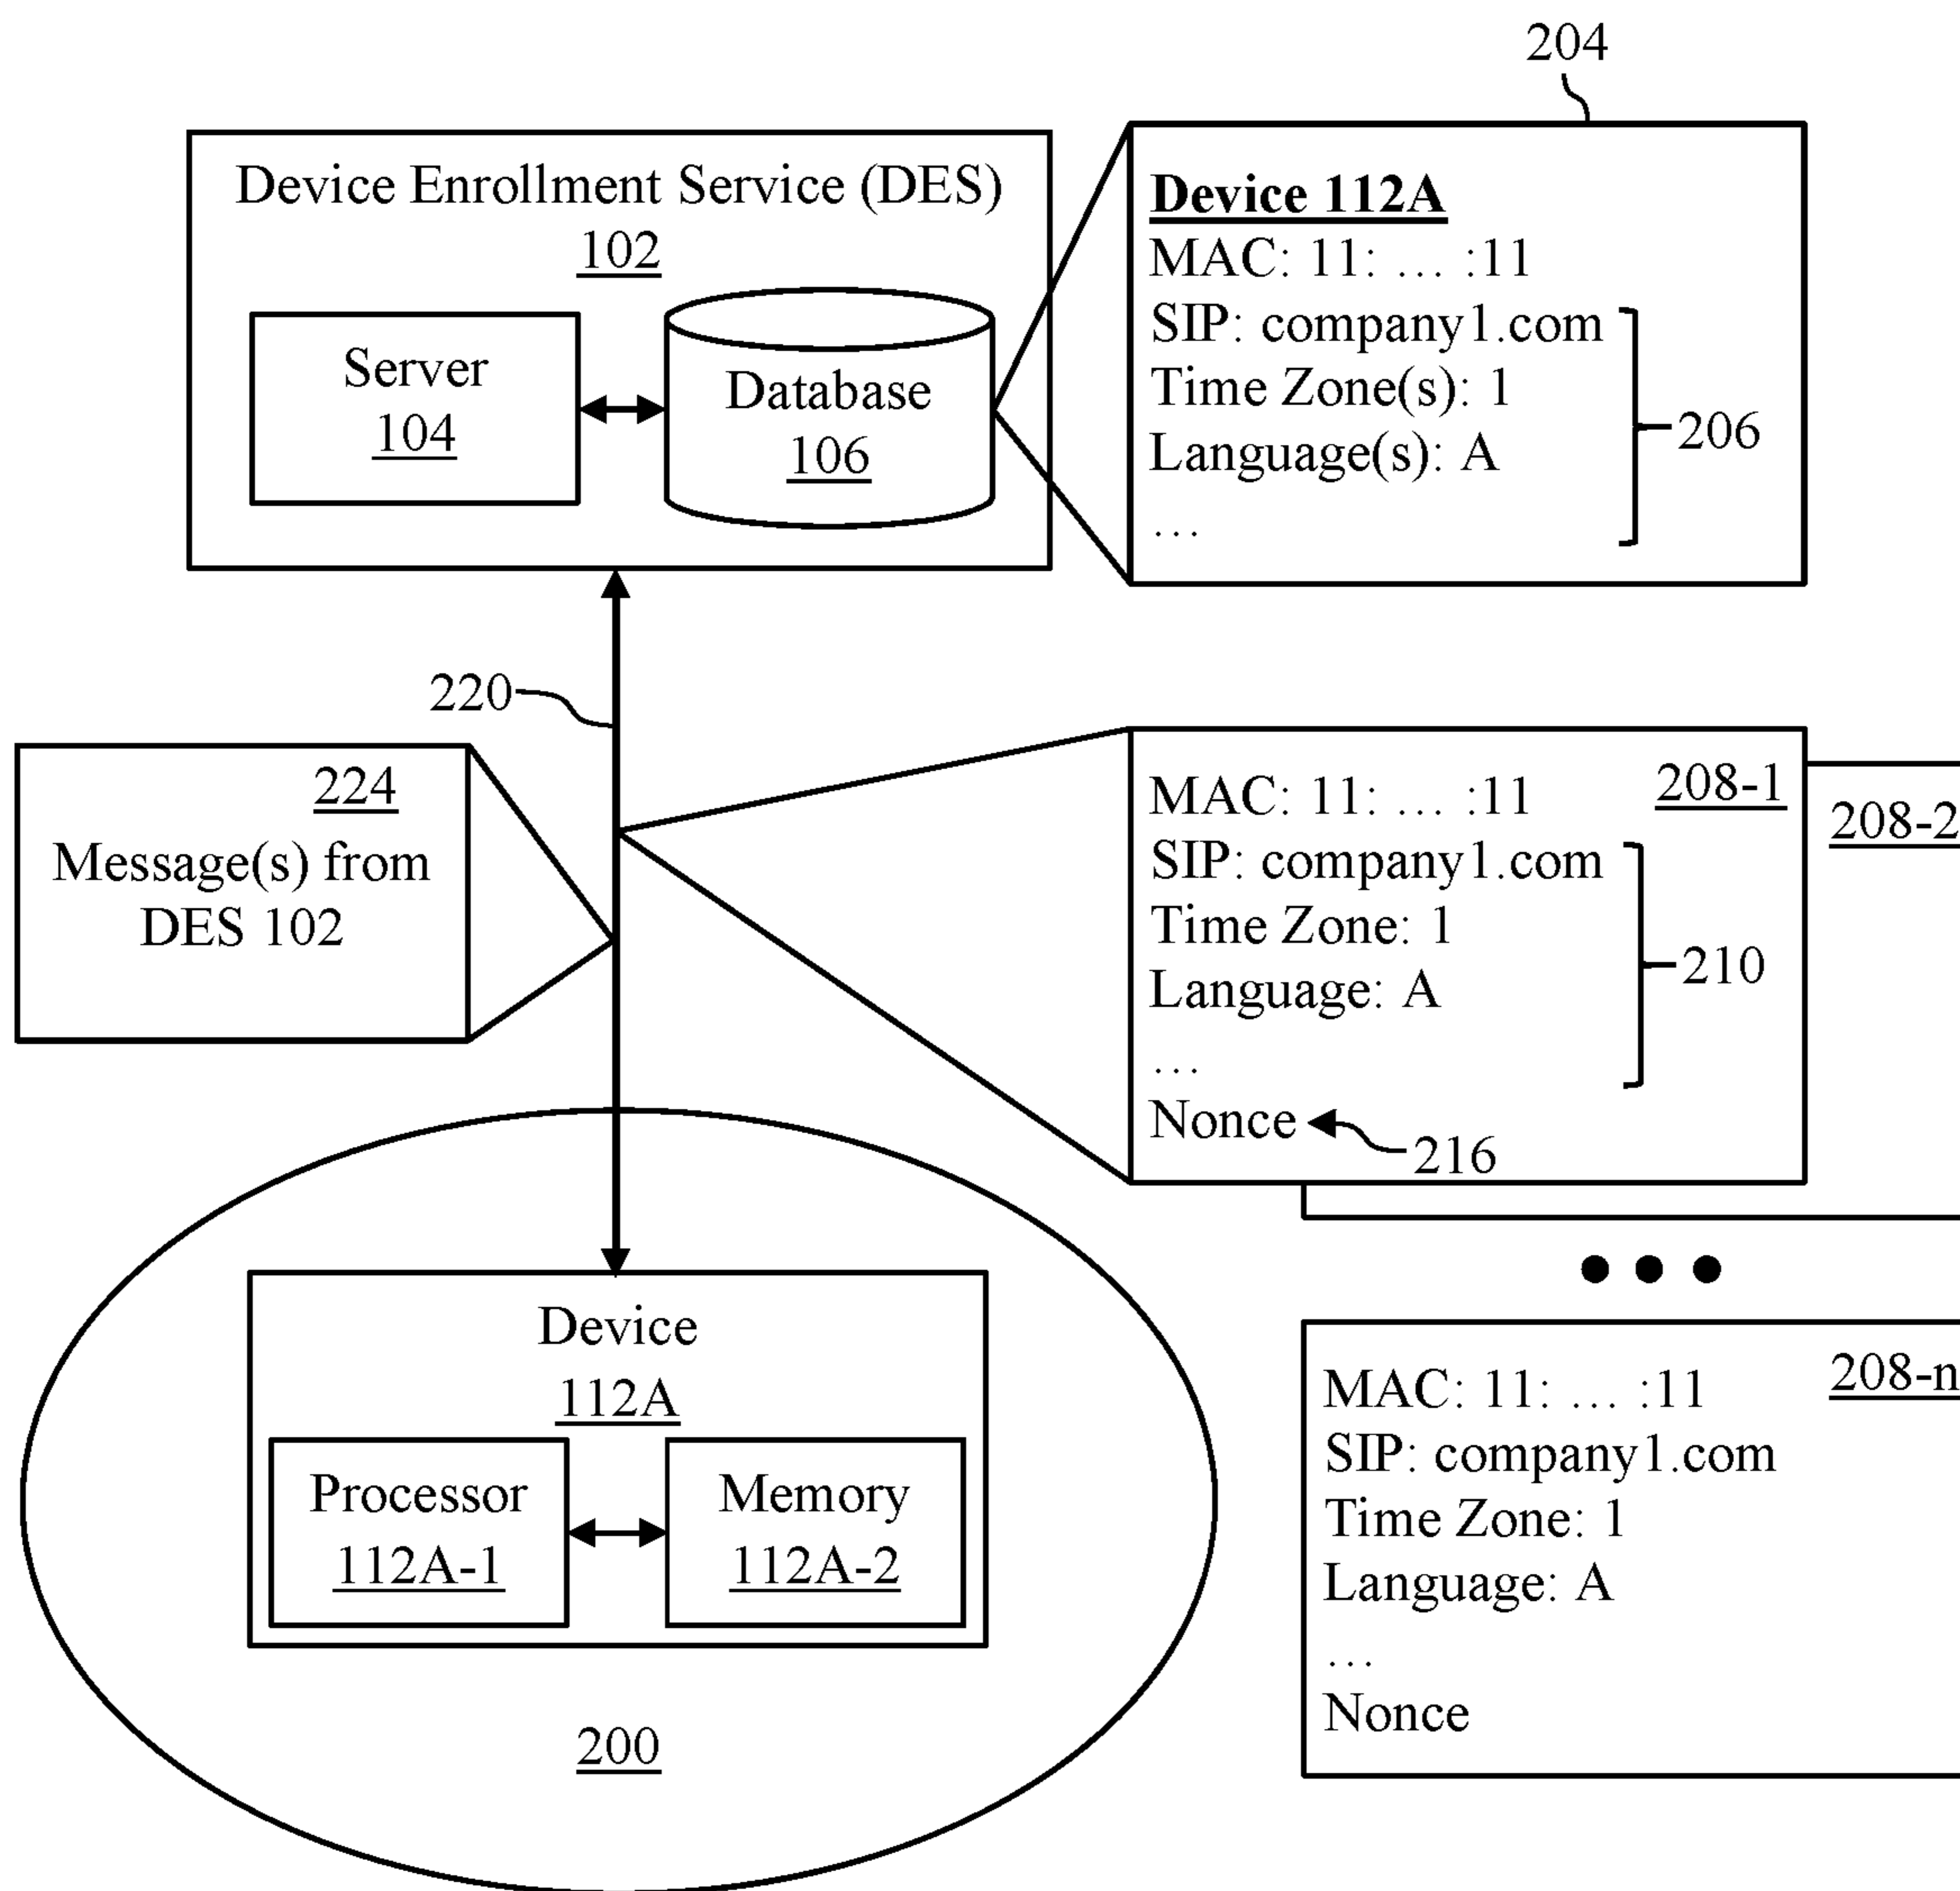 204
Device Enrollment Service (DES)
102
Server
104
Database
106
Device 112A
MAC: 11: ... :11
SIP: company1.com
Time Zone(s): 1
Language(s): A
...
206
220
224
Message(s) from
DES 102
208-1
MAC: 11: ... :11
SIP: company1.com
Time Zone: 1
Language: A
...
Nonce
210
216
208-2
Device
112A
Processor
112A-1
Memory
112A-2
200
208-n
MAC: 11: ... :11
SIP: company1.com
Time Zone: 1
Language: A
...
Nonce